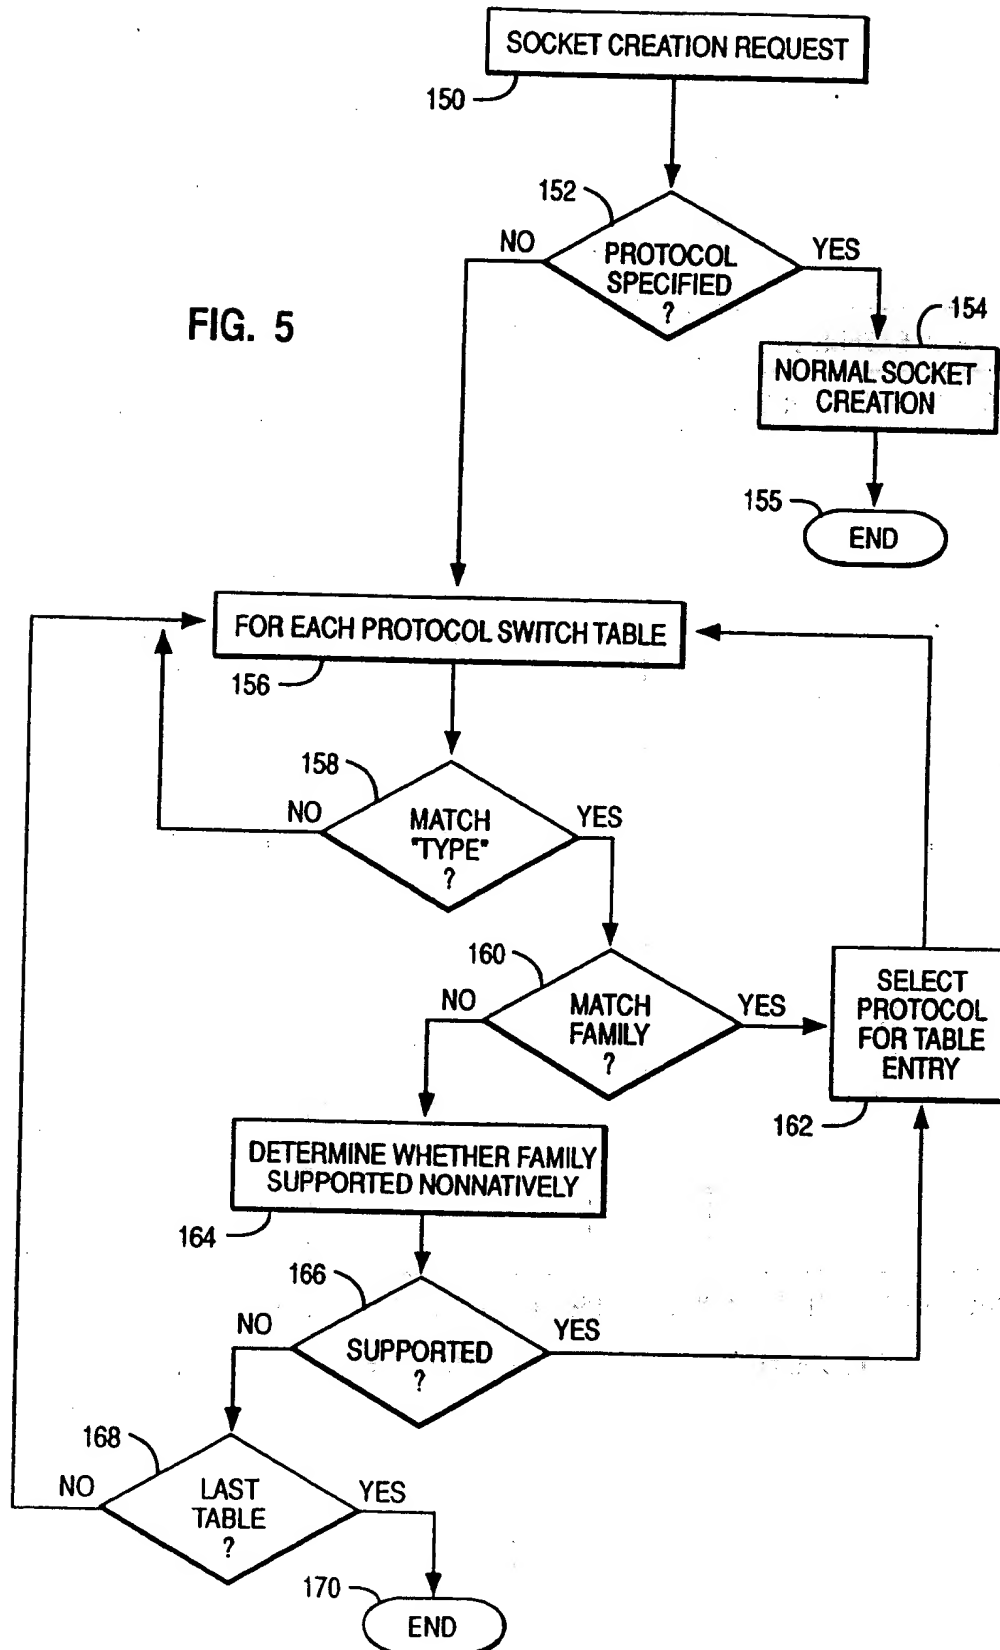 SOCKET CREATION REQUEST
150
152
NO
PROTOCOL
SPECIFIED
?
YES
FIG. 5
154
NORMAL SOCKET
CREATION
155
END
FOR EACH PROTOCOL SWITCH TABLE
156
158
NO
MATCH
"TYPE"
?
YES
160
NO
MATCH
FAMILY
?
YES
SELECT
PROTOCOL
FOR TABLE
ENTRY
162
DETERMINE WHETHER FAMILY
SUPPORTED NONNATIVELY
164
166
NO
SUPPORTED
?
YES
168
NO
LAST
TABLE
?
YES
170
END